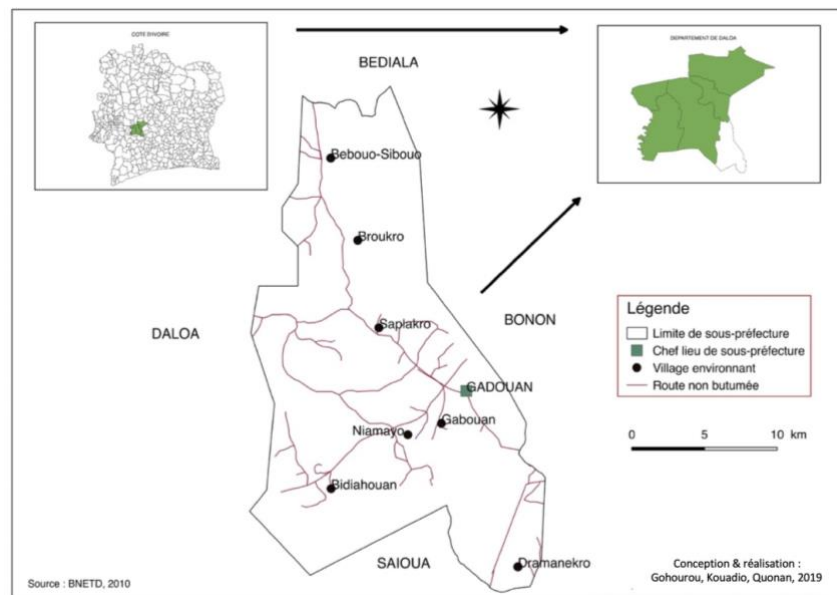 COTE D'IVOIRE
DEPARTEMENT DE DALOA
BEDIALA
Bebouo-Sibouo
Broukro
DALOA
Sapiakro
BONON
GADOUAN
Gabouan
Niamayo
Bidiahouan
SAIOUA
Dramanekro
Légende
Limite de sous-préfecture
Chef lieu de sous-préfecture
Village environnant
Route non butumée
0 5 10 km
Source : BNETD, 2010
Conception & réalisation :
Gohourou, Kouadio, Quonan, 2019